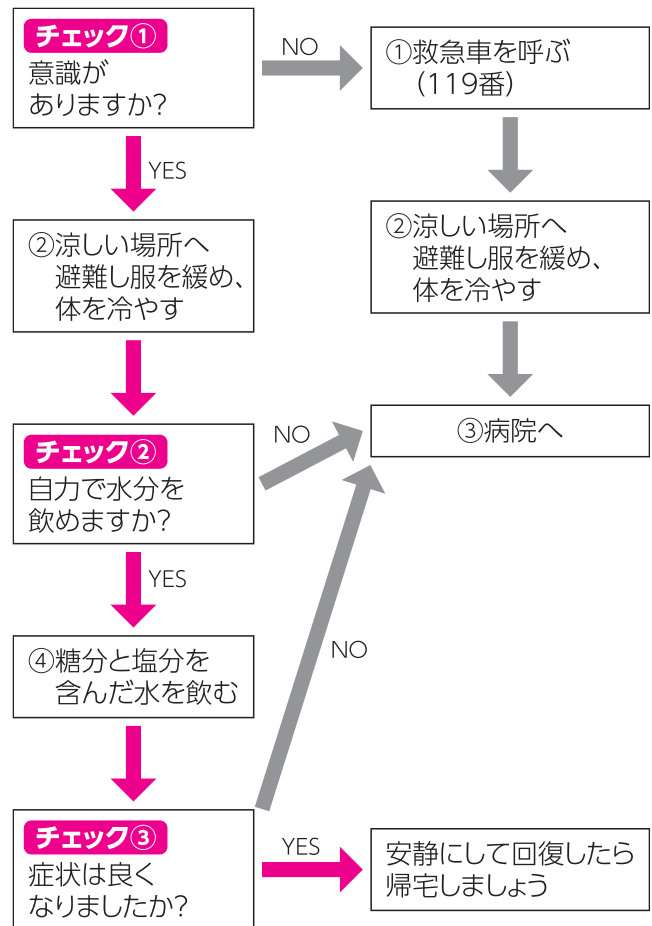 チェック①
意識が
ありますか?
NO
①救急車を呼ぶ
(119番)
YES
②涼しい場所へ
避難し服を緩め、
体を冷やす
②涼しい場所へ
避難し服を緩め、
体を冷やす
チェック②
自力で水分を
飲めますか?
NO
③病院へ
YES
④糖分と塩分を
含んだ水を飲む
NO
チェック③
症状は良く
なりましたか?
YES
安静にして回復したら
帰宅しましょう